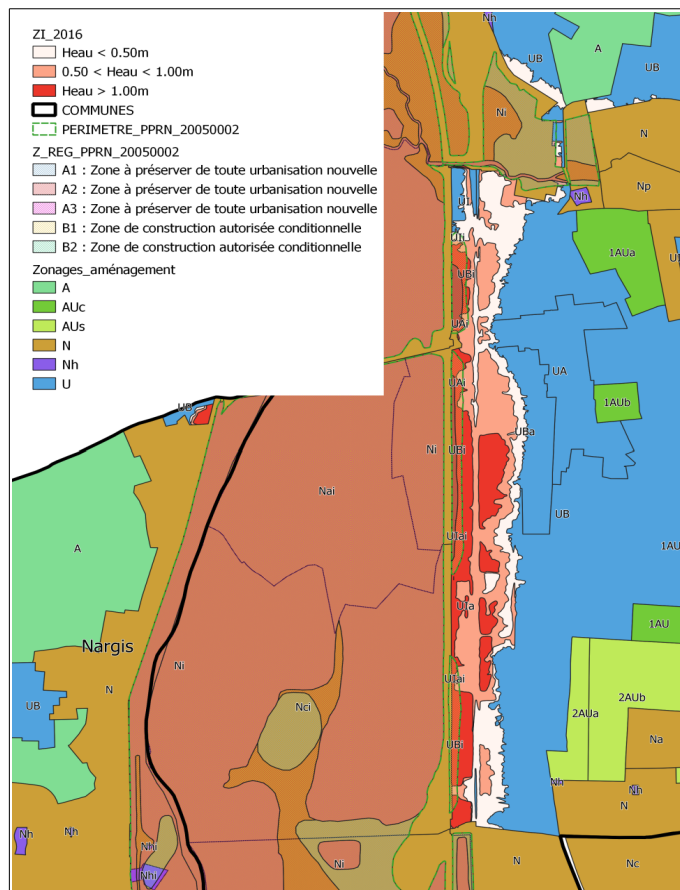 ZI_2016
Heau < 0.50m
0.50 < Heau < 1.00m
Heau > 1.00m
COMMUNES
PERIMETRE_PPRN_20050002
Z_REG_PPRN_20050002
A1 : Zone à préserver de toute urbanisation nouvelle
A2 : Zone à préserver de toute urbanisation nouvelle
A3 : Zone à préserver de toute urbanisation nouvelle
B1 : Zone de construction autorisée conditionnelle
B2 : Zone de construction autorisée conditionnelle
Zonages_aménagement
A
AUc
AUs
N
Nh
U
Nh
UB
A
UB
Ni
N
Np
Nh
UI
UIi
1AUa
UBi
UAi
UA
UAi
1AUb
UB
UBa
Ni
UBi
Nai
UB
UIai
1AU
A
UIa
1AU
Nargis
Ni
N
UIai
2AUb
2AUa
UB
Nci
UBi
Na
Nh
Nh
N
Nh
Nh
Nhi
Ni
N
Nc
Nhi